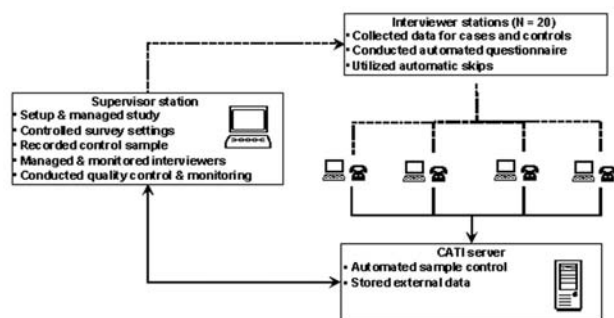 Interviewer stations (N = 20)
▪ Collected data for cases and controls
▪ Conducted automated questionnaire
▪ Utilized automatic skips
Supervisor station
▪ Setup & managed study
▪ Controlled survey settings
▪ Recorded control sample
▪ Managed & monitored interviewers
▪ Conducted quality control & monitoring
CATI server
▪ Automated sample control
▪ Stored external data